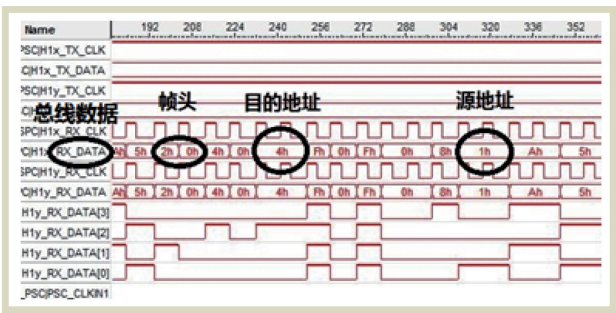 Name 192 208 224 240 256 272 288 304 320 336 352
PSC|H1x_TX_CLK
C|H1x_TX_DATA
PSC|H1y_TX_CLK
帧头 目的地址 源地址
总线数据
SPC|H1x_RX_CLK
C|H1x RX_DATA Ah 5h 2h 0h 4h 0h 4h Fh 0h Fh 0h 8h 1h Ah 5h
SPC|H1y_RX_CLK
C|H1y_RX_DATA Ah 5h 2h 0h 4h 0h 4h Fh 0h Fh 0h 8h 1h Ah 5h
H1y_RX_DATA[3]
H1y_RX_DATA[2]
H1y_RX_DATA[1]
H1y_RX_DATA[0]
_PSC|PSC_CLKIN1